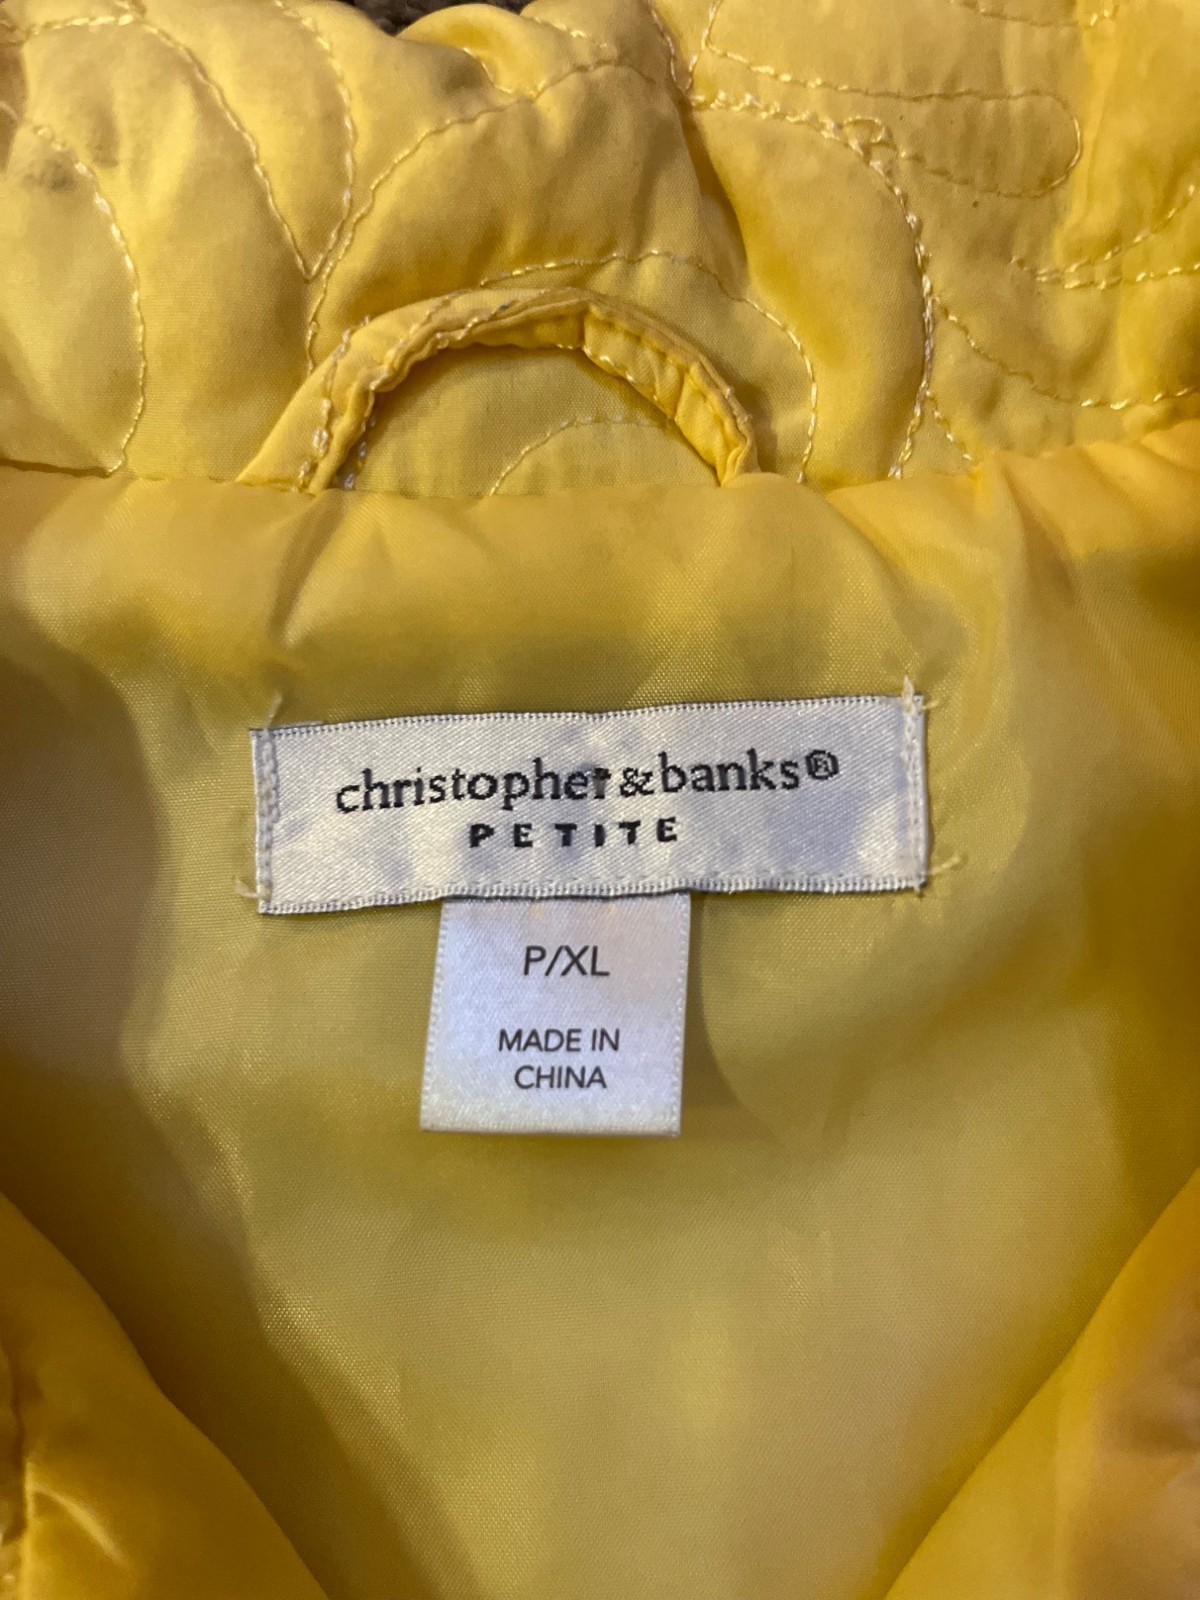 christopher & banks®
PETITE
P/XL
MADE IN
CHINA